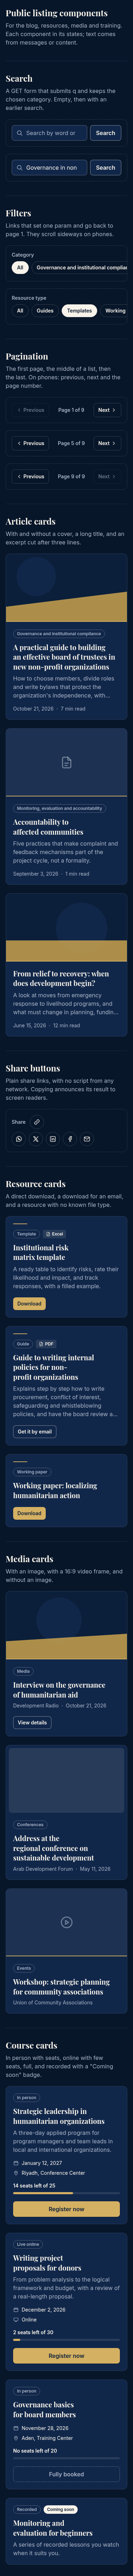 Public listing components
For the blog, resources, media and training.
Each component in its states; text comes
from messages or content.
Search
A GET form that submits q and keeps the
chosen category. Empty, then with an
earlier search.
Search by word or
Search
Governance in non
Search
Filters
Links that set one param and go back to
page 1. They scroll sideways on phones.
Category
All
Governance and institutional complian
Resource type
All
Guides
Templates
Working
Pagination
The first page, the middle of a list, then
the last. On phones, previous, next and the
page number.
Previous
Page 1 of 9
Next
Previous
Page 5 of 9
Next
Previous
Page 9 of 9
Next
Article cards
With and without a cover, a long title, and an
excerpt cut after three lines.
Governance and institutional compliance
A practical guide to building
an effective board of trustees in
new non-profit organizations
How to choose members, divide roles
and write bylaws that protect the
organization's independence, with...
October 21, 2026 · 7 min read
Monitoring, evaluation and accountability
Accountability to
affected communities
Five practices that make complaint and
feedback mechanisms part of the
project cycle, not a formality.
September 3, 2026 · 1 min read
From relief to recovery: when
does development begin?
A look at moves from emergency
response to livelihood programs, and
what must change in planning, fundin...
June 15, 2026 · 12 min read
Share buttons
Plain share links, with no script from any
company. Copying announces its result to
screen readers.
Share
Resource cards
A direct download, a download for an email,
and a resource with no known file type.
Template
Excel
Institutional risk
matrix template
A ready table to identify risks, rate their
likelihood and impact, and track
responses, with a filled example.
Download
Guide
PDF
Guide to writing internal
policies for non-
profit organizations
Explains step by step how to write
procurement, conflict of interest,
safeguarding and whistleblowing
policies, and have the board review a...
Get it by email
Working paper
Working paper: localizing
humanitarian action
Download
Media cards
With an image, with a 16:9 video frame, and
without an image.
Media
Interview on the governance
of humanitarian aid
Development Radio · October 21, 2026
View details
Conferences
Address at the
regional conference on
sustainable development
Arab Development Forum · May 11, 2026
Events
Workshop: strategic planning
for community associations
Union of Community Associations
Course cards
In person with seats, online with few
seats, full, and recorded with a "Coming
soon" badge.
In person
Strategic leadership in
humanitarian organizations
A three-day applied program for
program managers and team leads in
local and international organizations.
January 12, 2027
Riyadh, Conference Center
14 seats left of 25
Register now
Live online
Writing project
proposals for donors
From problem analysis to the logical
framework and budget, with a review of
a real proposal.
December 2, 2026
Online
2 seats left of 30
Register now
In person
Governance basics
for board members
November 28, 2026
Aden, Training Center
No seats left of 20
Fully booked
Recorded
Coming soon
Monitoring and
evaluation for beginners
A series of recorded lessons you watch
when it suits you.